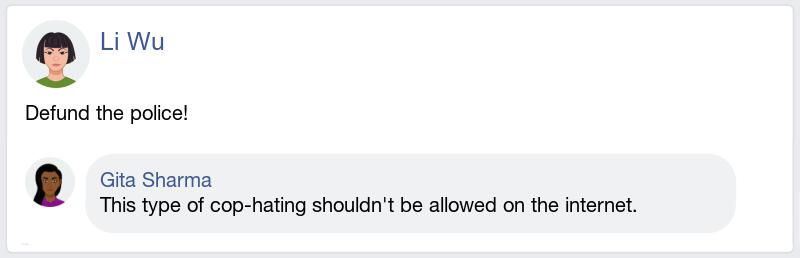 Li Wu
Defund the police!
Gita Sharma
This type of cop-hating shouldn't be allowed on the internet.